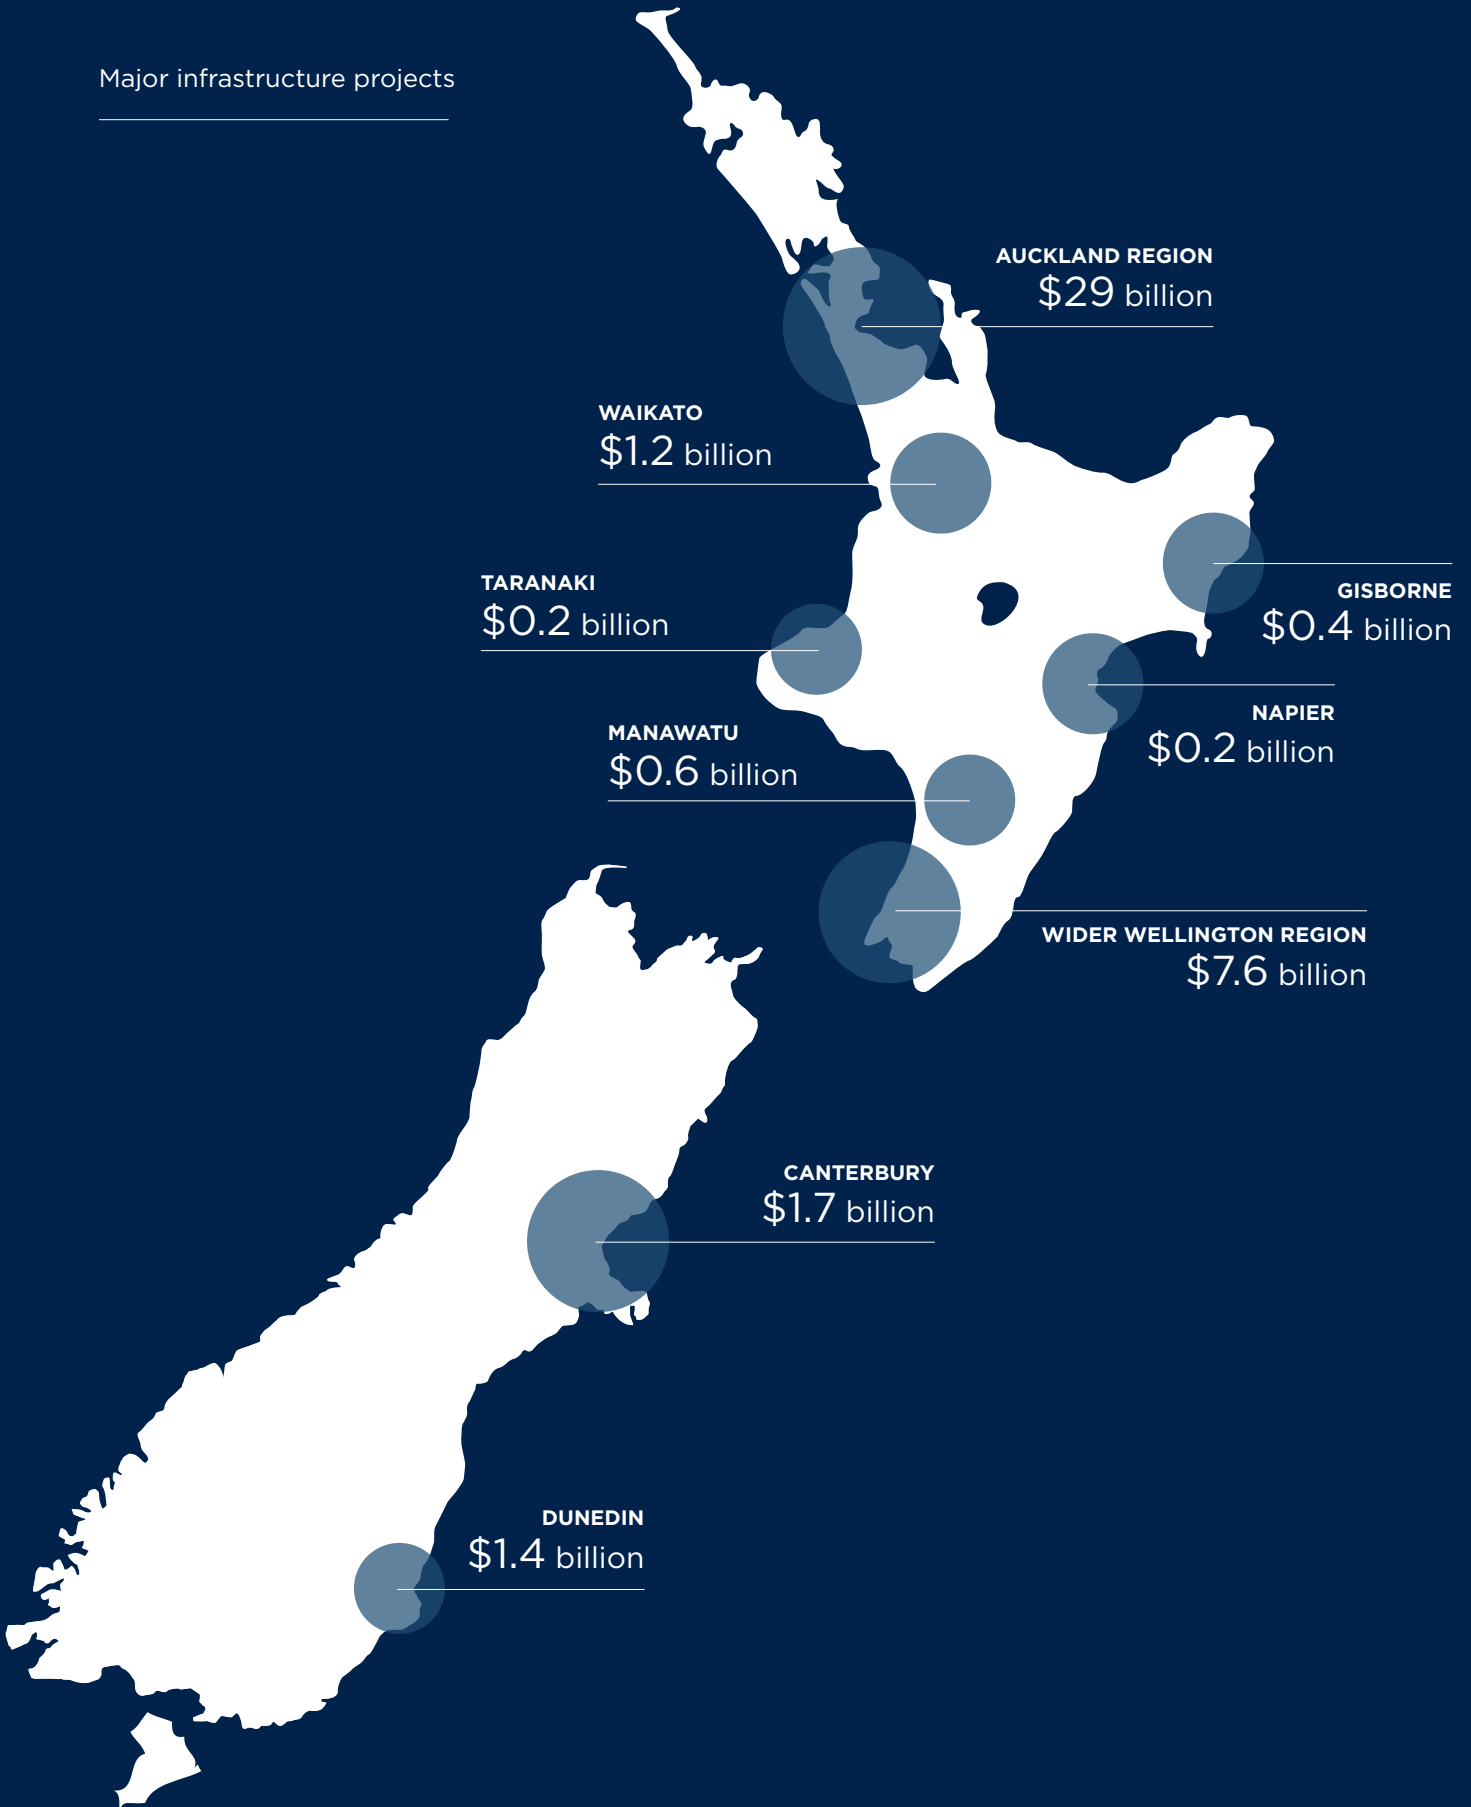 Major infrastructure projects
AUCKLAND REGION
$29 billion
WAIKATO
$1.2 billion
TARANAKI
$0.2 billion
GISBORNE
$0.4 billion
NAPIER
$0.2 billion
MANAWATU
$0.6 billion
WIDER WELLINGTON REGION
$7.6 billion
CANTERBURY
$1.7 billion
DUNEDIN
$1.4 billion